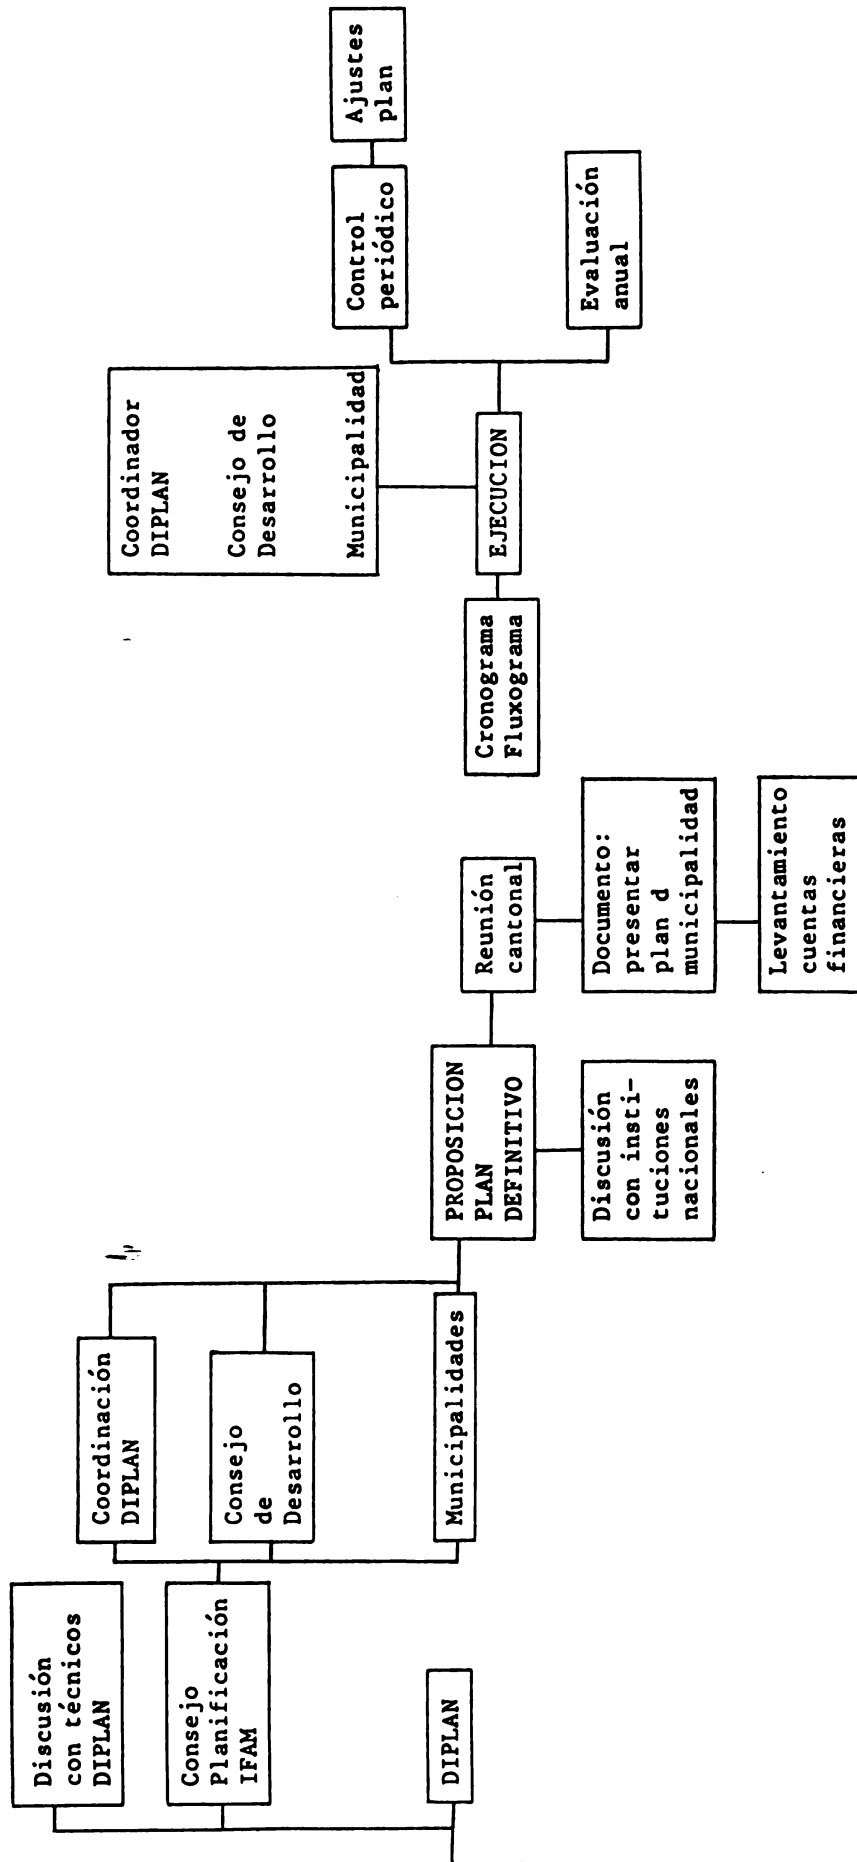 Discusión
con técnicos
DIPLAN
Consejo
Planificación
IFAM
DIPLAN
Coordinación
DIPLAN
Consejo
de
Desarrollo
Municipalidades
PROPOSICION
PLAN
DEFINITIVO
Discusión
con insti-
tuciones
nacionales
Reunión
cantonal
Documento:
presentar
plan d
municipalidad
Levantamiento
cuentas
financieras
Cronograma
Fluxograma
EJECUCION
Coordinador
DIPLAN
Consejo de
Desarrollo
Municipalidad
Control
periódico
Ajustes
plan
Evaluación
anual